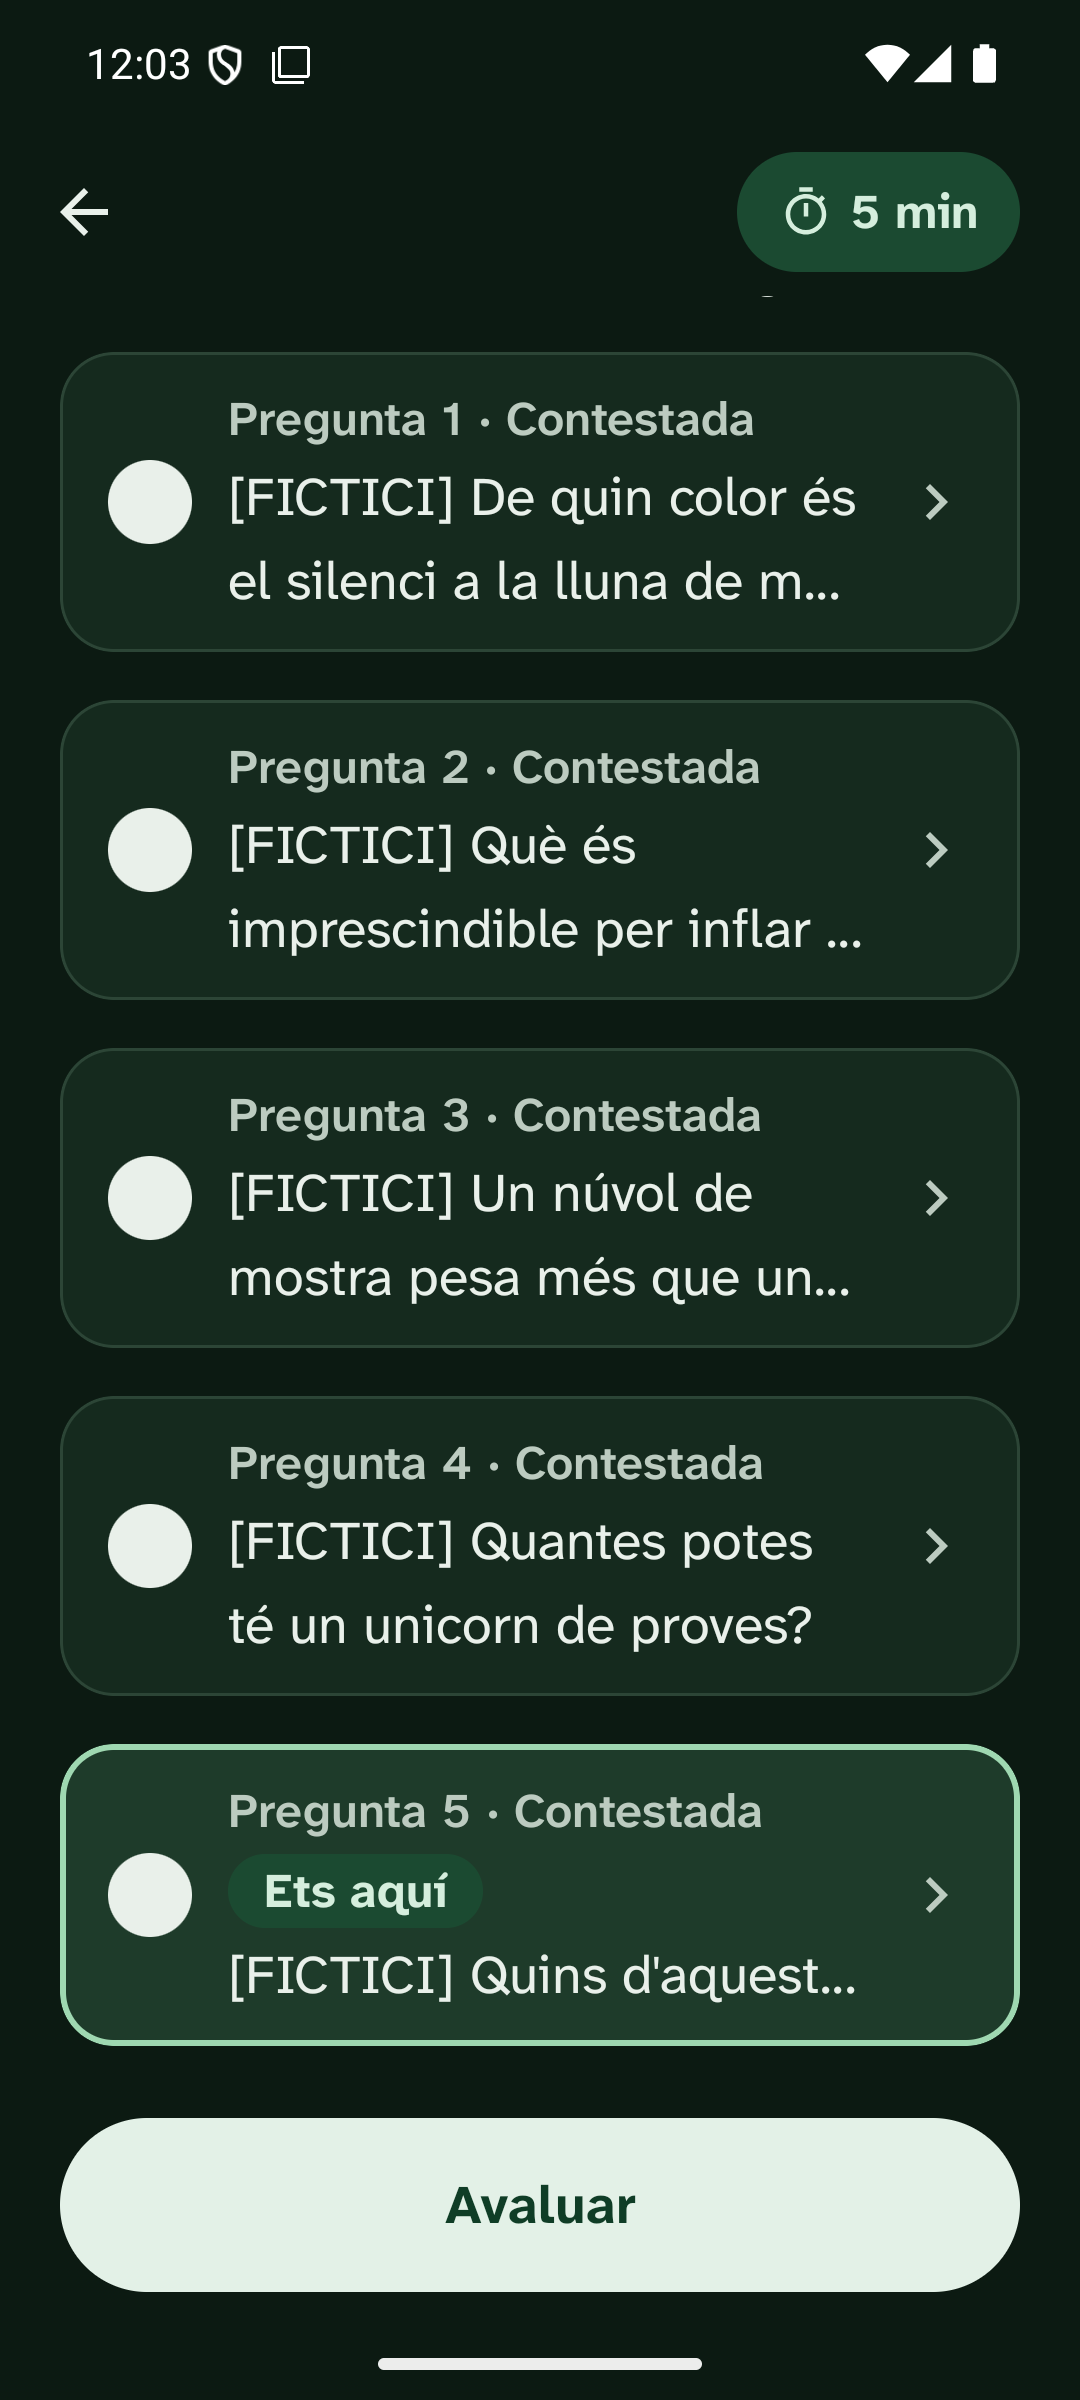 12:03
5 min
Pregunta 1 · Contestada
[FICTICI] De quin color és
el silenci a la lluna de m...
Pregunta 2 · Contestada
[FICTICI] Què és
imprescindible per inflar ...
Pregunta 3 · Contestada
[FICTICI] Un núvol de
mostra pesa més que un...
Pregunta 4 · Contestada
[FICTICI] Quantes potes
té un unicorn de proves?
Pregunta 5 · Contestada
Ets aquí
[FICTICI] Quins d'aquest...
Avaluar